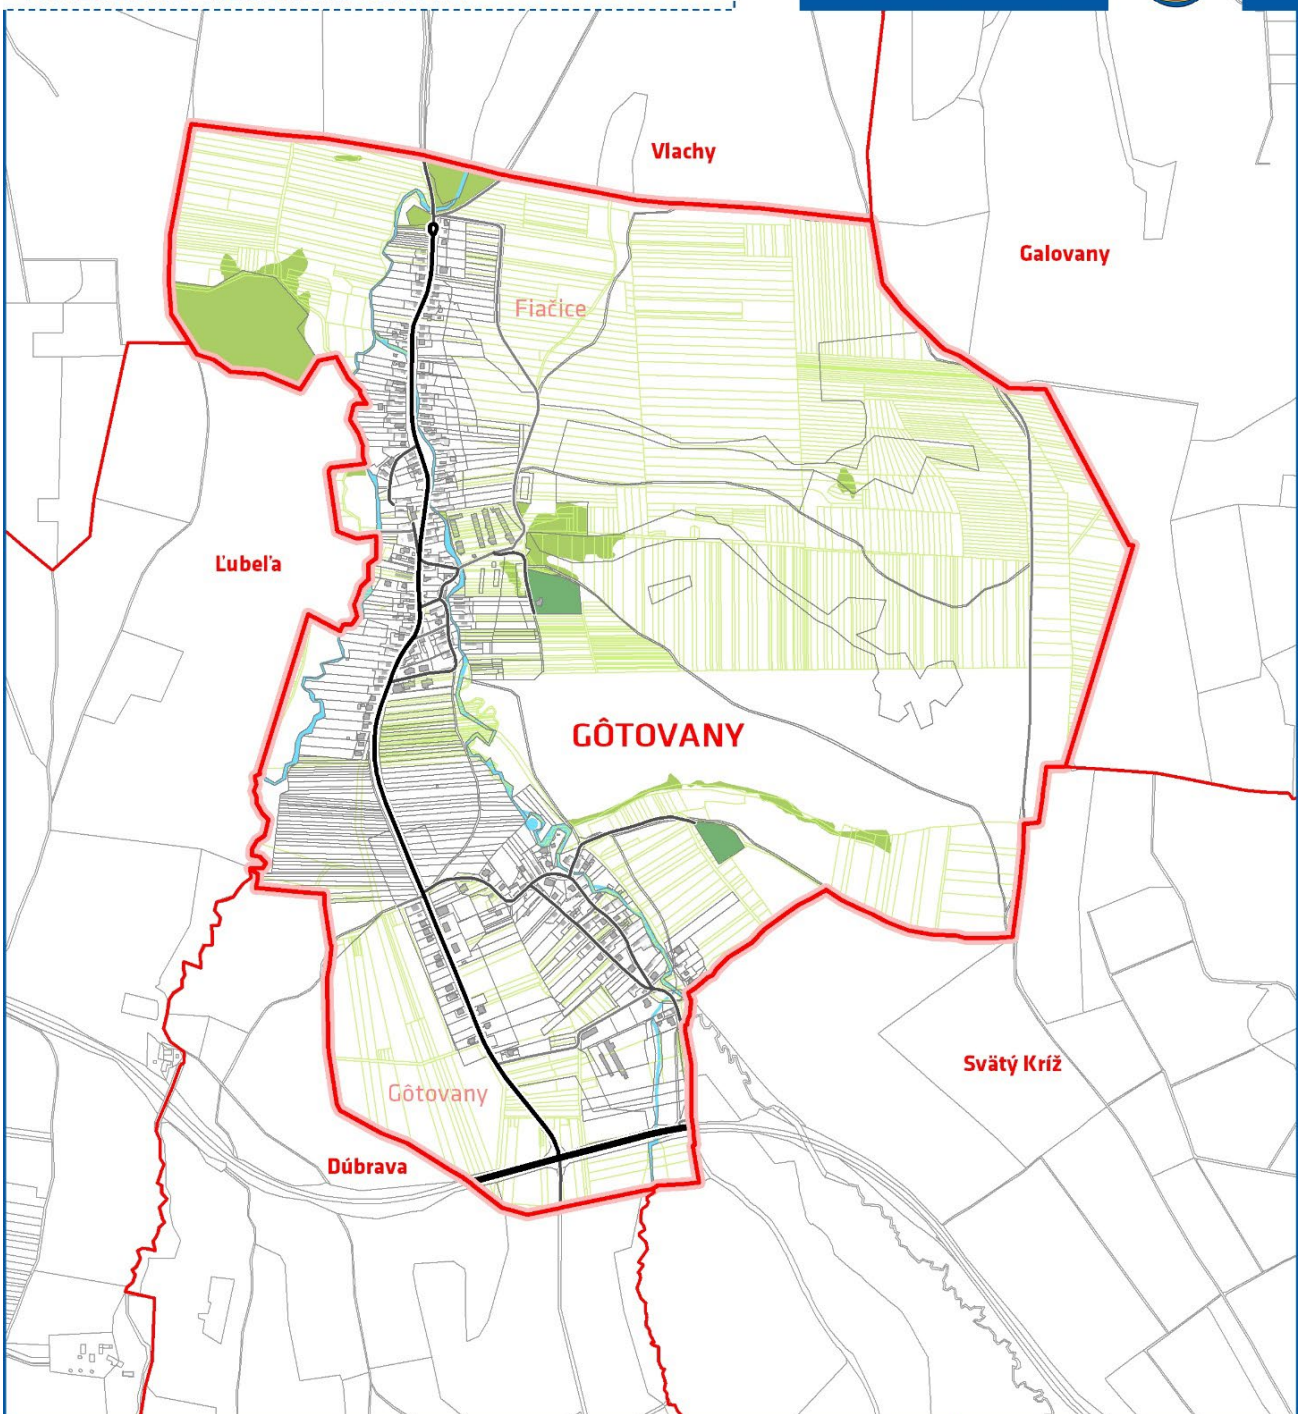 Vlachy
Galovany
Fiačice
Ľubeľa
GÔTOVANY
Svätý Kríž
Gôtovany
Dúbrava